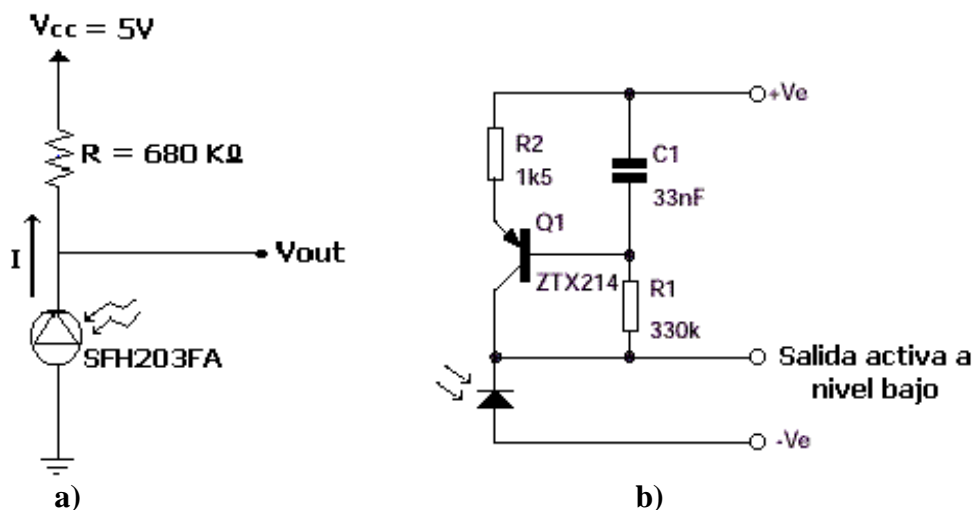 Vcc = 5V
R = 680 KΩ
I
Vout
SFH203FA
a)
+Ve
R2
1k5
C1
33nF
Q1
ZTX214
R1
330k
Salida activa a
nivel bajo
-Ve
b)